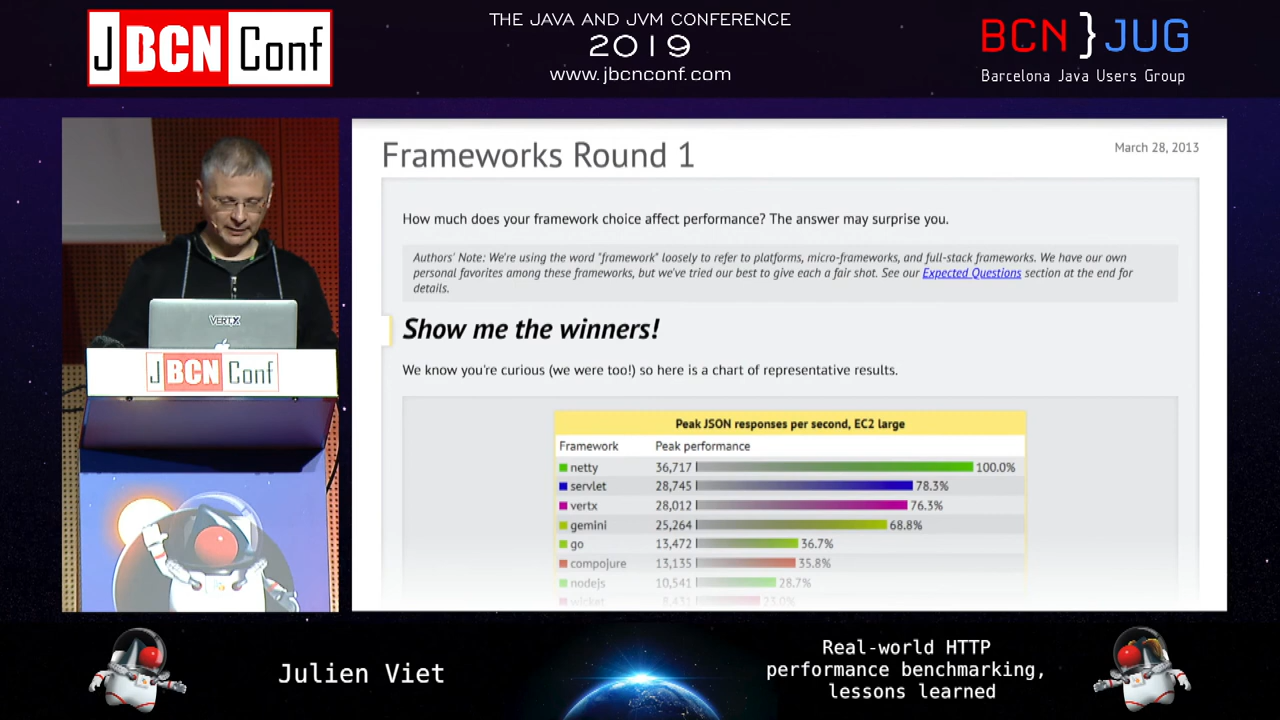 JBCNConf
THE JAVA AND JVM CONFERENCE
2019
www.jbcnconf.com
BCN}JUG
Barcelona Java Users Group
VERT.X
JBCNConf
Frameworks Round 1
March 28, 2013
How much does your framework choice affect performance? The answer may surprise you.
Authors' Note: We're using the word "framework" loosely to refer to platforms, micro-frameworks, and full-stack frameworks. We have our own
personal favorites among these frameworks, but we've tried our best to give each a fair shot. See our Expected Questions section at the end for
details.
Show me the winners!
We know you're curious (we were too!) so here is a chart of representative results.
Peak JSON responses per second, EC2 large
Framework Peak performance
netty 36,717 100.0%
servlet 28,745 78.3%
vertx 28,012 76.3%
gemini 25,264 68.8%
go 13,472 36.7%
compojure 13,135 35.8%
nodejs 10,541 28.7%
wicket 8,431 23.0%
Julien Viet
Real-world HTTP
performance benchmarking,
lessons learned